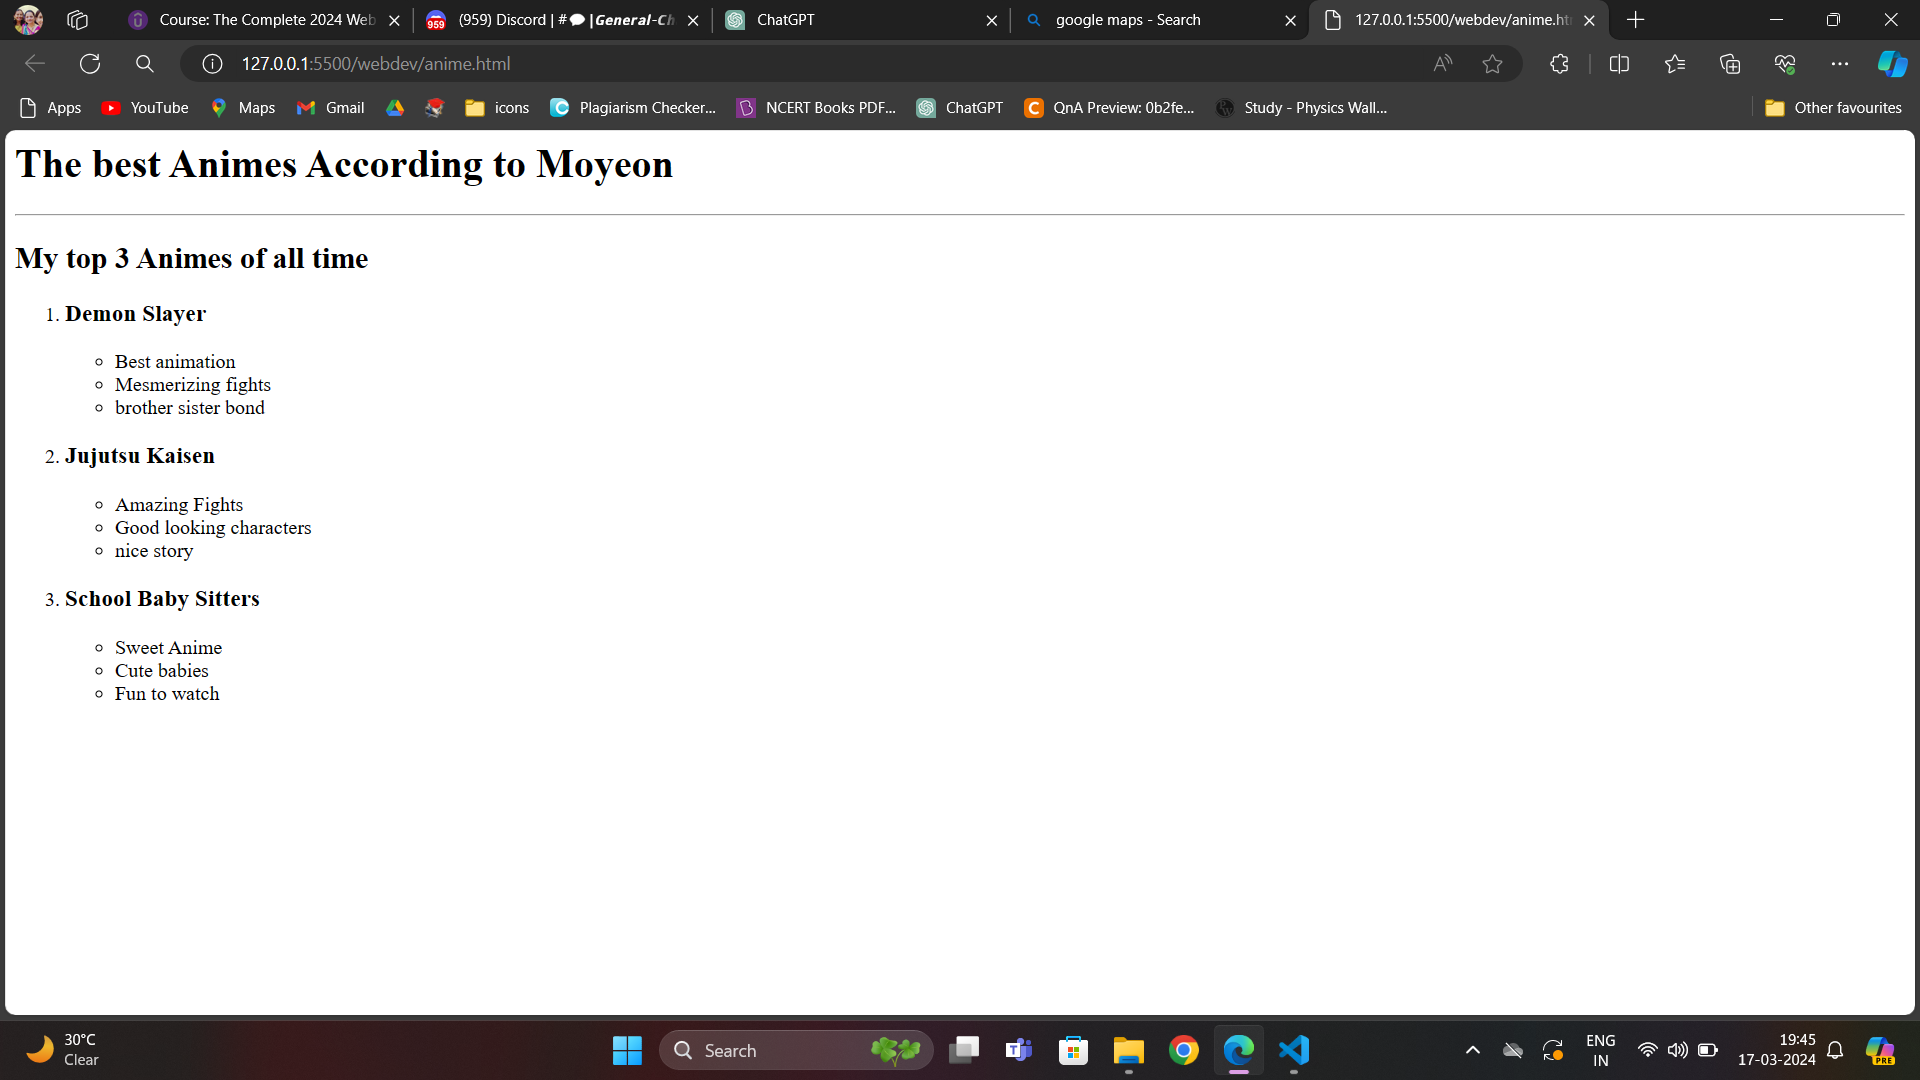 Course: The Complete 2024 Web
(959) Discord | #💬 |General-Ch
ChatGPT
google maps - Search
127.0.0.1:5500/webdev/anime.ht
127.0.0.1:5500/webdev/anime.html
Apps YouTube Maps Gmail icons Plagiarism Checker... NCERT Books PDF... ChatGPT QnA Preview: 0b2fe... Study - Physics Wall... Other favourites
The best Animes According to Moyeon
My top 3 Animes of all time
1. Demon Slayer
Best animation
Mesmerizing fights
brother sister bond
2. Jujutsu Kaisen
Amazing Fights
Good looking characters
nice story
3. School Baby Sitters
Sweet Anime
Cute babies
Fun to watch
30°C
Clear
Search
ENG
IN
19:45
17-03-2024
PRE